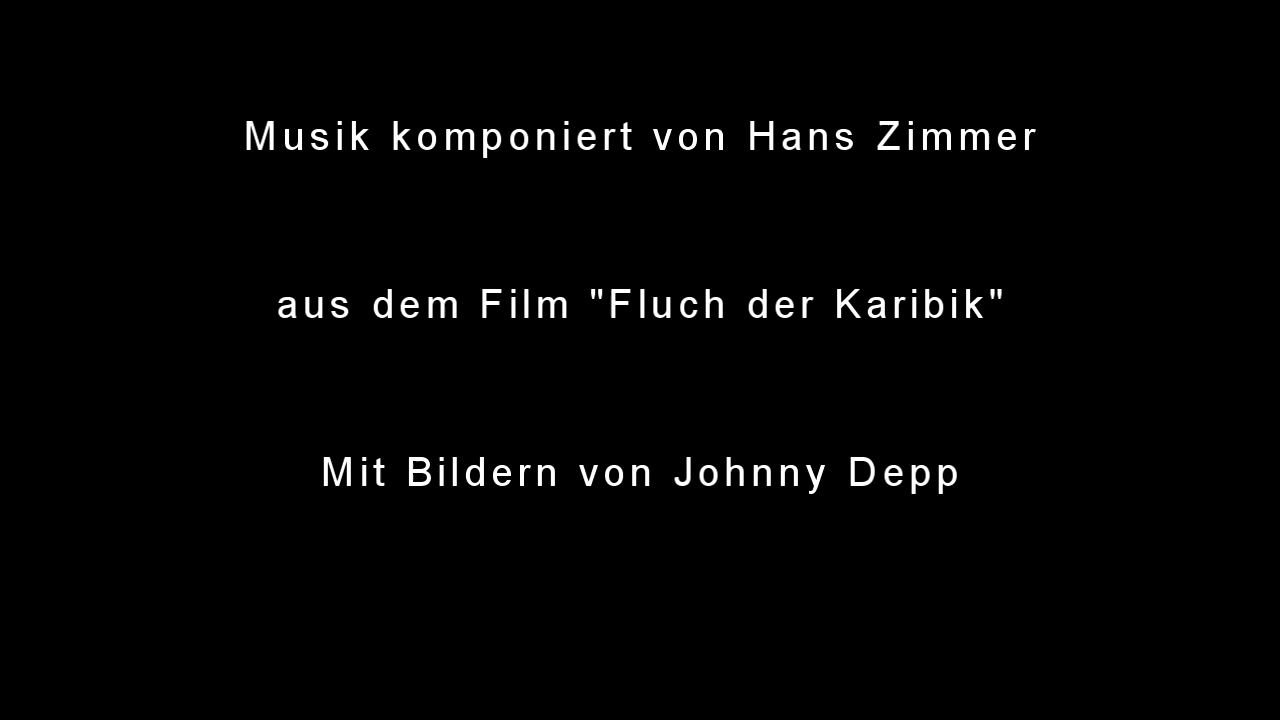 Musik komponiert von Hans Zimmer
aus dem Film "Fluch der Karibik"
Mit Bildern von Johnny Depp